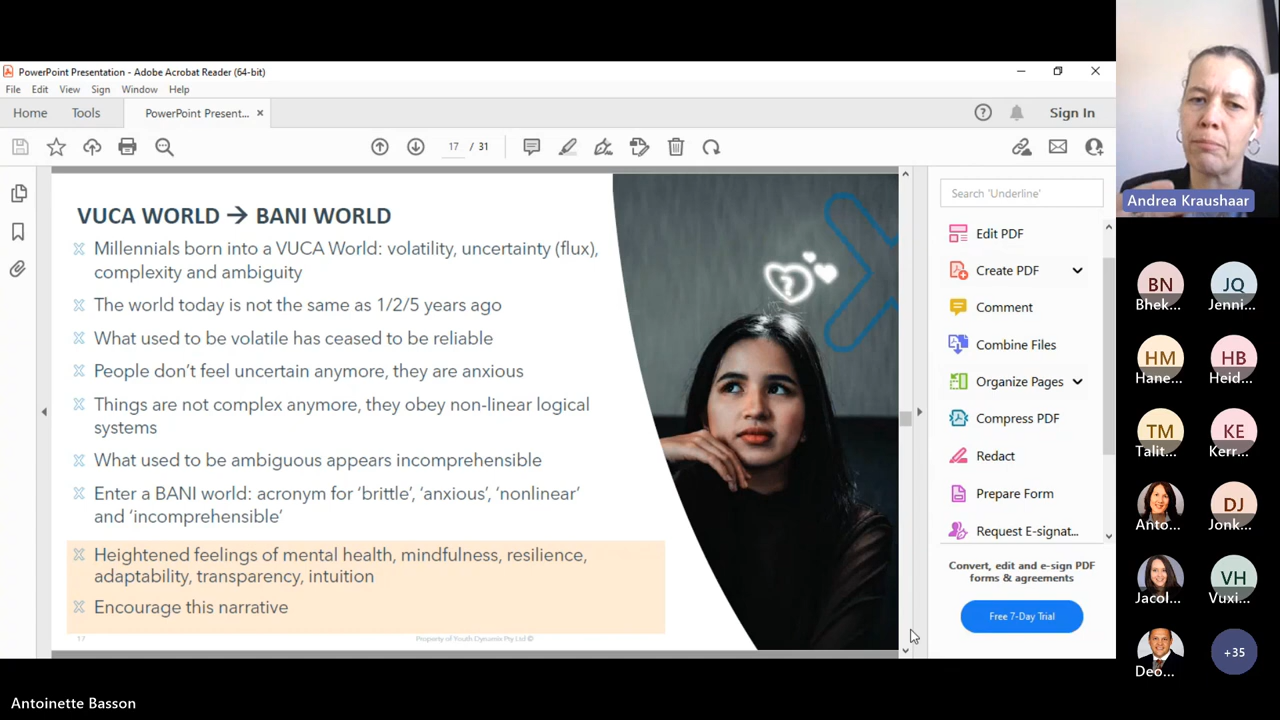 PowerPoint Presentation - Adobe Acrobat Reader (64-bit)
File Edit View Sign Window Help
Home Tools PowerPoint Present... × Sign In
17 / 31
VUCA WORLD → BANI WORLD
Millennials born into a VUCA World: volatility, uncertainty (flux),
complexity and ambiguity
The world today is not the same as 1/2/5 years ago
What used to be volatile has ceased to be reliable
People don’t feel uncertain anymore, they are anxious
Things are not complex anymore, they obey non-linear logical
systems
What used to be ambiguous appears incomprehensible
Enter a BANI world: acronym for ‘brittle’, ‘anxious’, ‘nonlinear’
and ‘incomprehensible’
Heightened feelings of mental health, mindfulness, resilience,
adaptability, transparency, intuition
Encourage this narrative
17 Property of Youth Dynamix Pty Ltd ©
Search 'Underline'
Edit PDF
Create PDF
Comment
Combine Files
Organize Pages
Compress PDF
Redact
Prepare Form
Request E-signat...
Convert, edit and e-sign PDF
forms & agreements
Free 7-Day Trial
Andrea Kraushaar
BN JQ
Bhek... Jenni...
HM HB
Hane... Heid...
TM KE
Talit... Kerr...
DJ
Anto... Jonk...
VH
Jacol... Vuxi...
+35
Deo...
Antoinette Basson